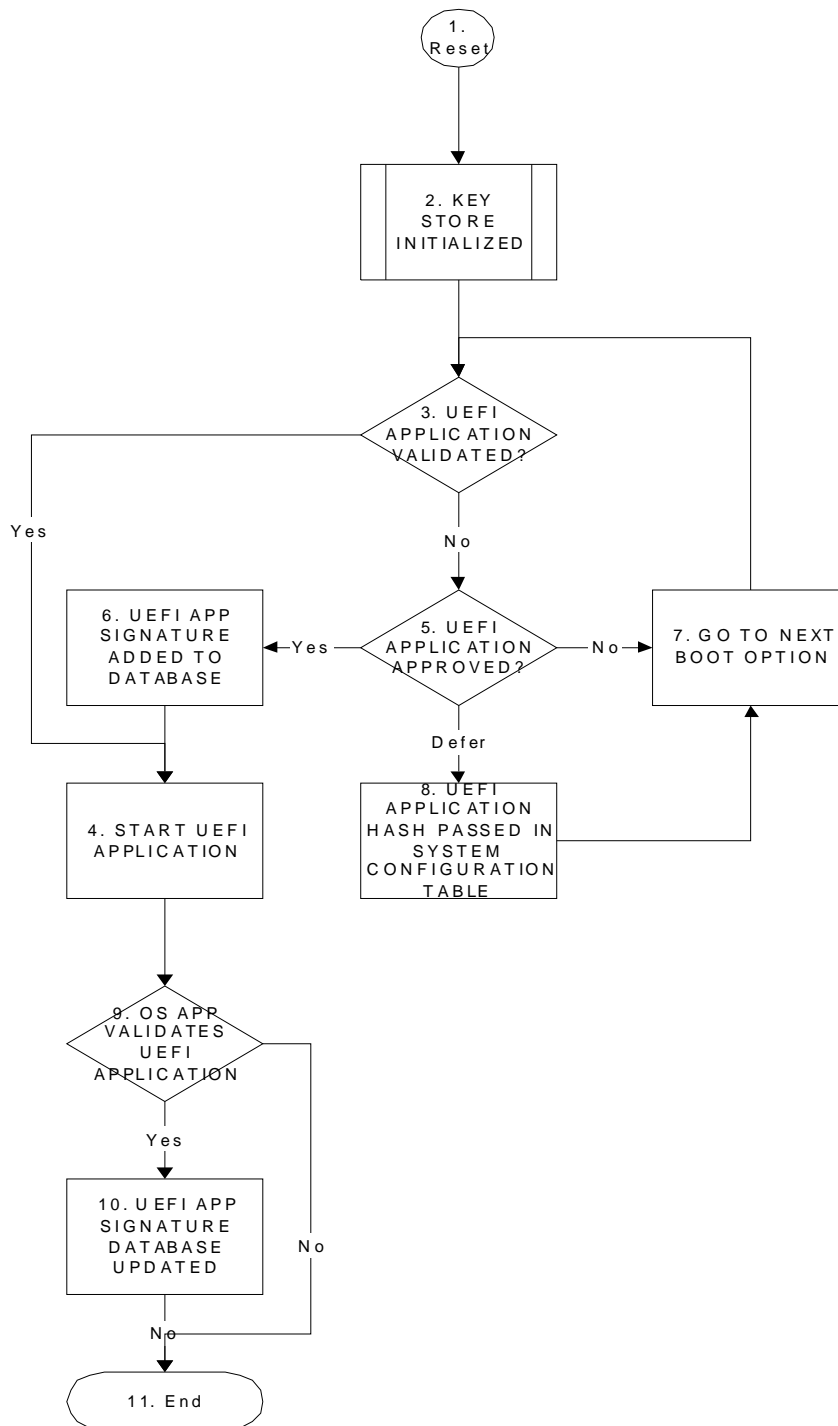 1.
Reset
2. KEY
STORE
INITIALIZED
3. UEFI
APPLICATION
VALIDATED?
Yes
No
6. UEFI APP
SIGNATURE
ADDED TO
DATABASE
Yes
5. UEFI
APPLICATION
APPROVED?
No
7. GO TO NEXT
BOOT OPTION
Defer
4. START UEFI
APPLICATION
8. UEFI
APPLICATION
HASH PASSED IN
SYSTEM
CONFIGURATION
TABLE
9. OS APP
VALIDATES
UEFI
APPLICATION
Yes
10. UEFI APP
SIGNATURE
DATABASE
UPDATED
No
No
11. End